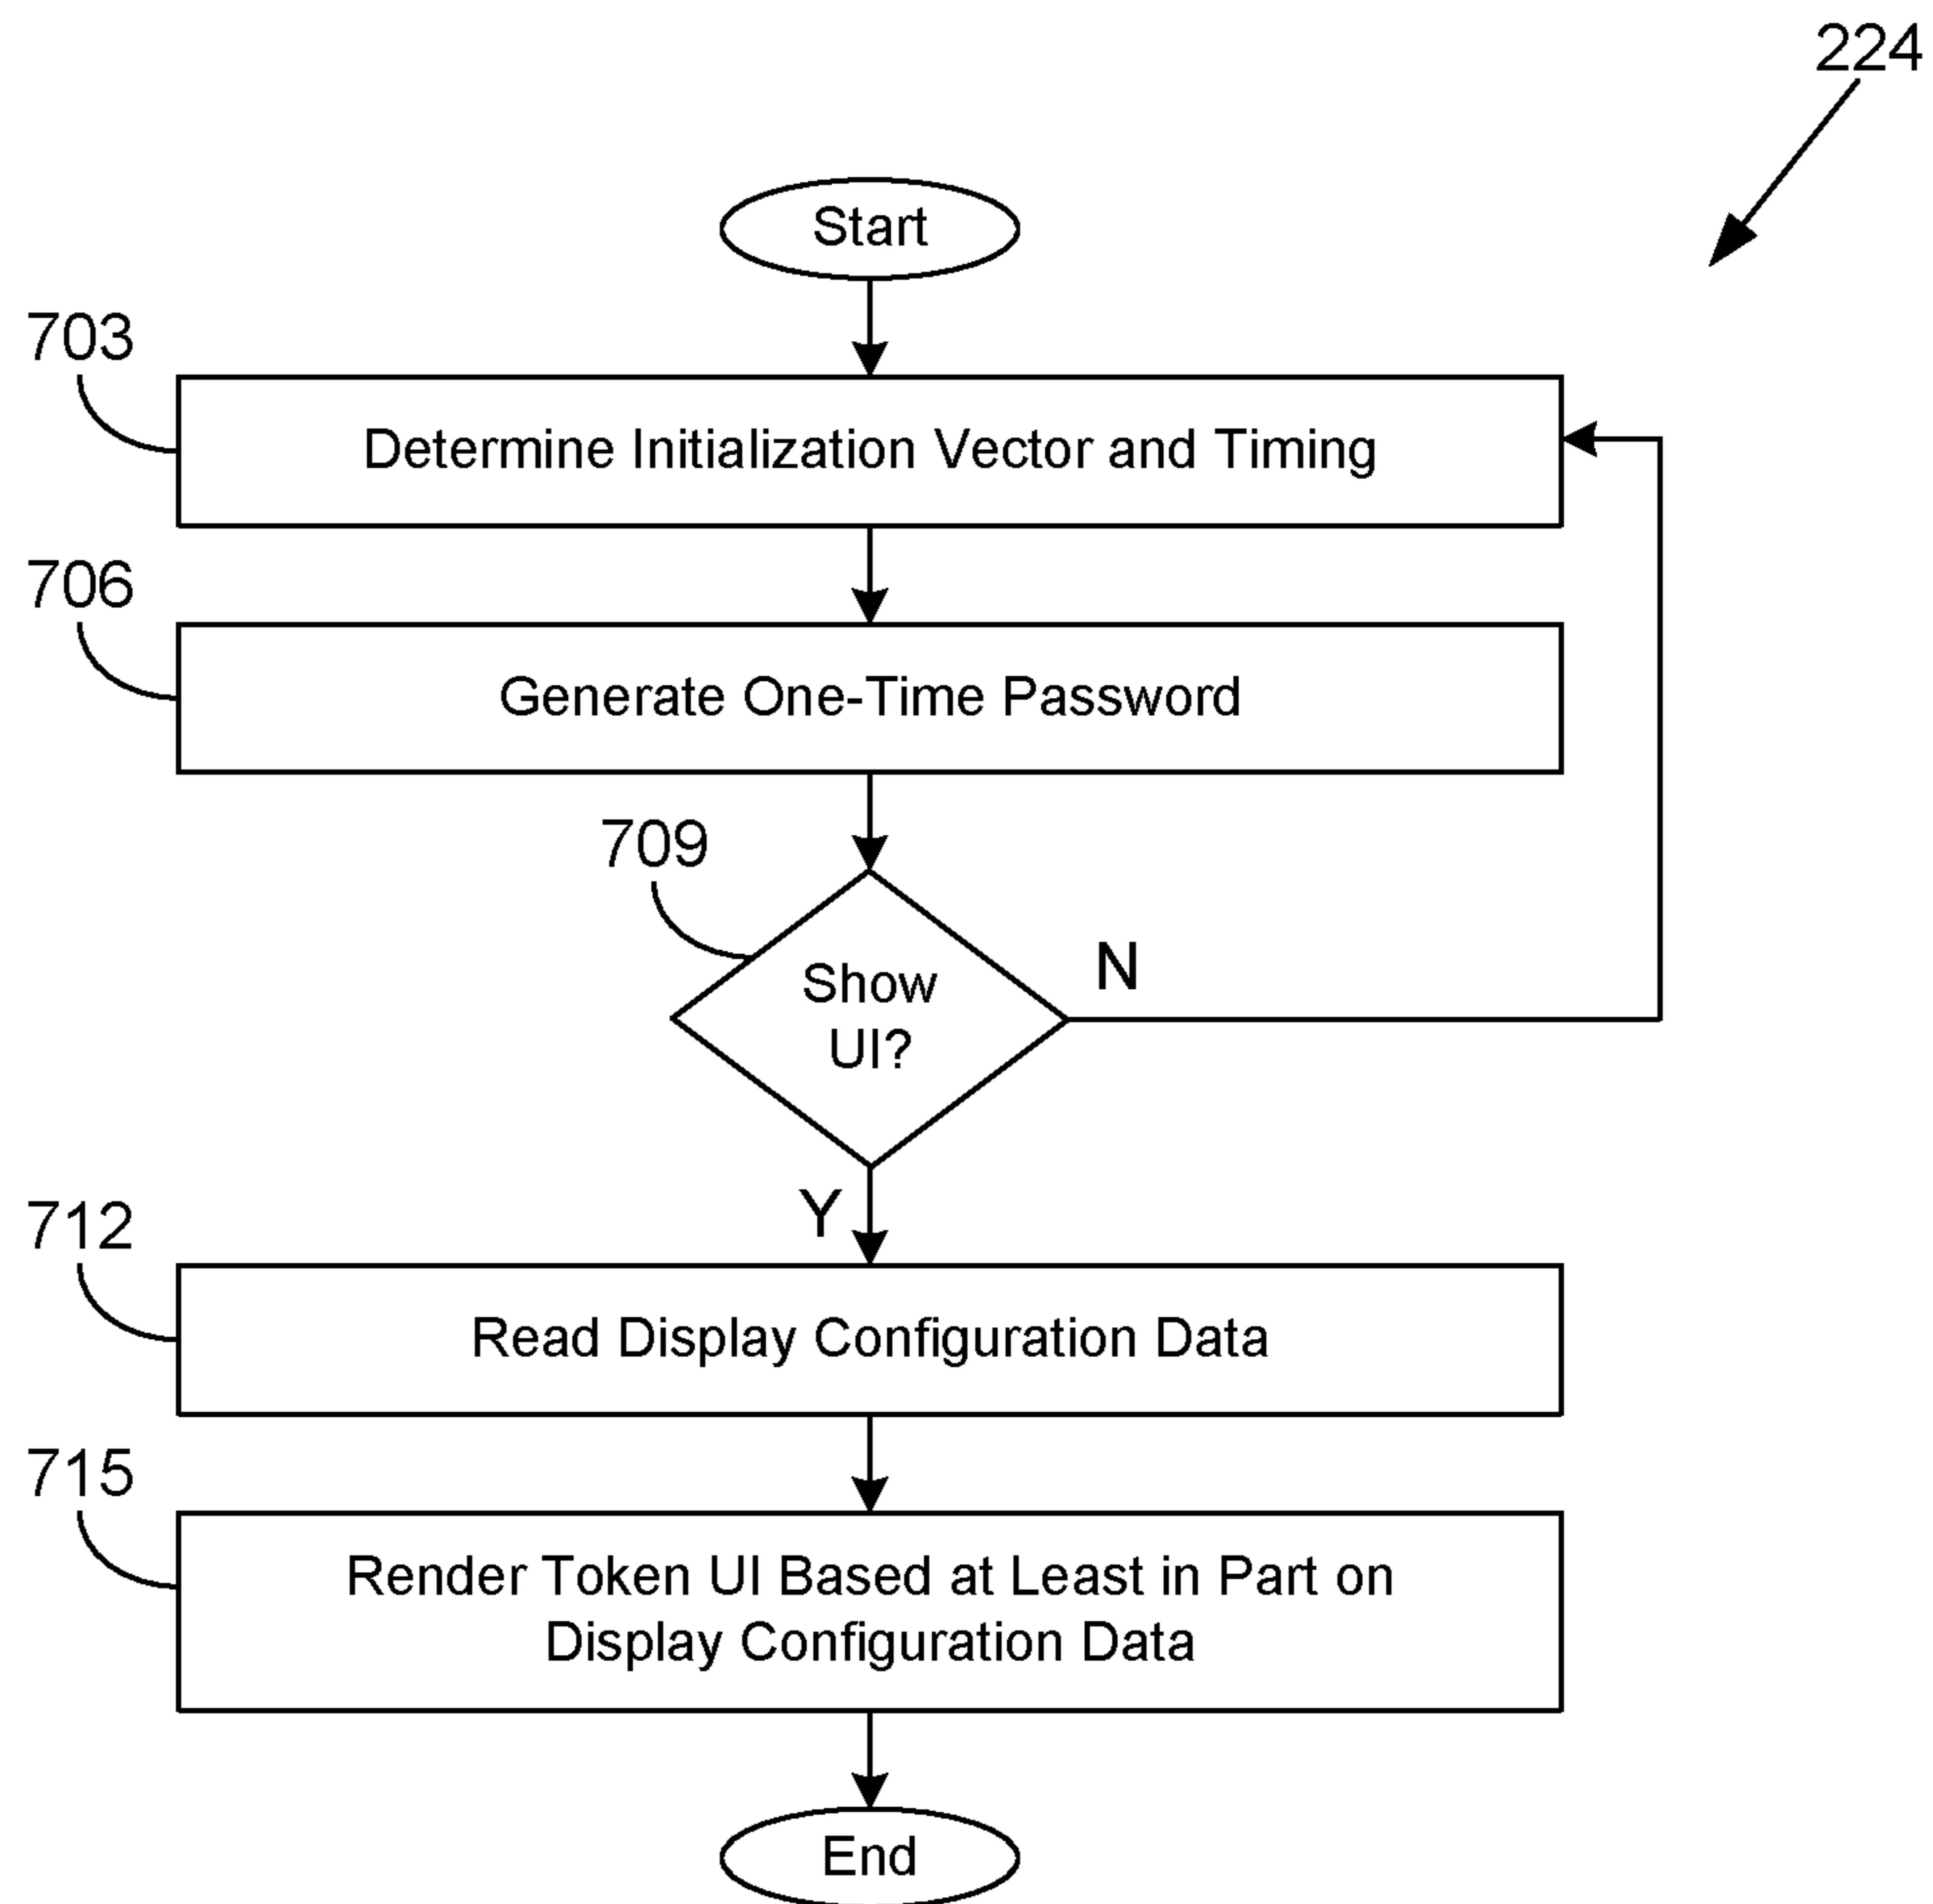 224
Start
703
Determine Initialization Vector and Timing
706
Generate One-Time Password
709
Show
UI?
N
Y
712
Read Display Configuration Data
715
Render Token UI Based at Least in Part on
Display Configuration Data
End